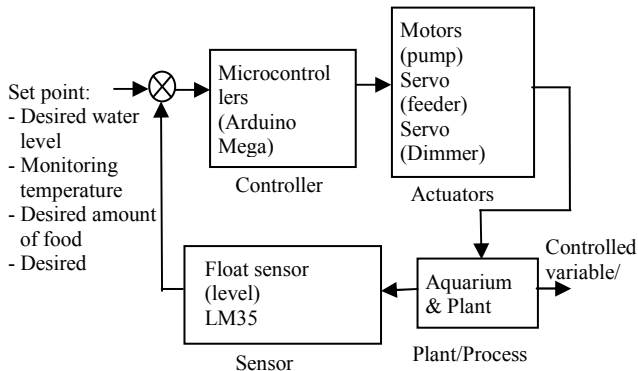 Set point:
- Desired water
level
- Monitoring
temperature
- Desired amount
of food
- Desired
Microcontrol
lers
(Arduino
Mega)
Controller
Motors
(pump)
Servo
(feeder)
Servo
(Dimmer)
Actuators
Float sensor
(level)
LM35
Sensor
Aquarium
& Plant
Plant/Process
Controlled
variable/